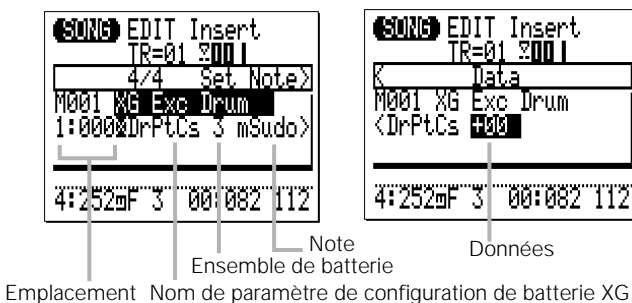 SONG EDIT Insert
TR=01
4/4 Set Note>
M001 XG Exc Drum
1:000 DrPtCs 3 mSudo>
4:252 F 3 00:082 112
Note
Ensemble de batterie
Emplacement Nom de paramètre de configuration de batterie XG
SONG EDIT Insert
TR=01
< Data
M001 XG Exc Drum
<DrPtCs +00
4:252 F 3 00:082 112
Données